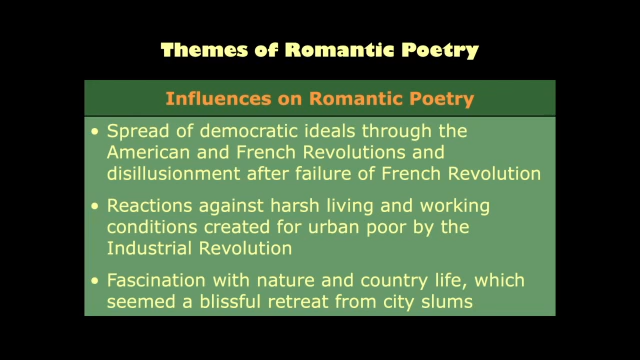 Themes of Romantic Poetry
Influences on Romantic Poetry
• Spread of democratic ideals through the
American and French Revolutions and
disillusionment after failure of French Revolution
• Reactions against harsh living and working
conditions created for urban poor by the
Industrial Revolution
• Fascination with nature and country life, which
seemed a blissful retreat from city slums